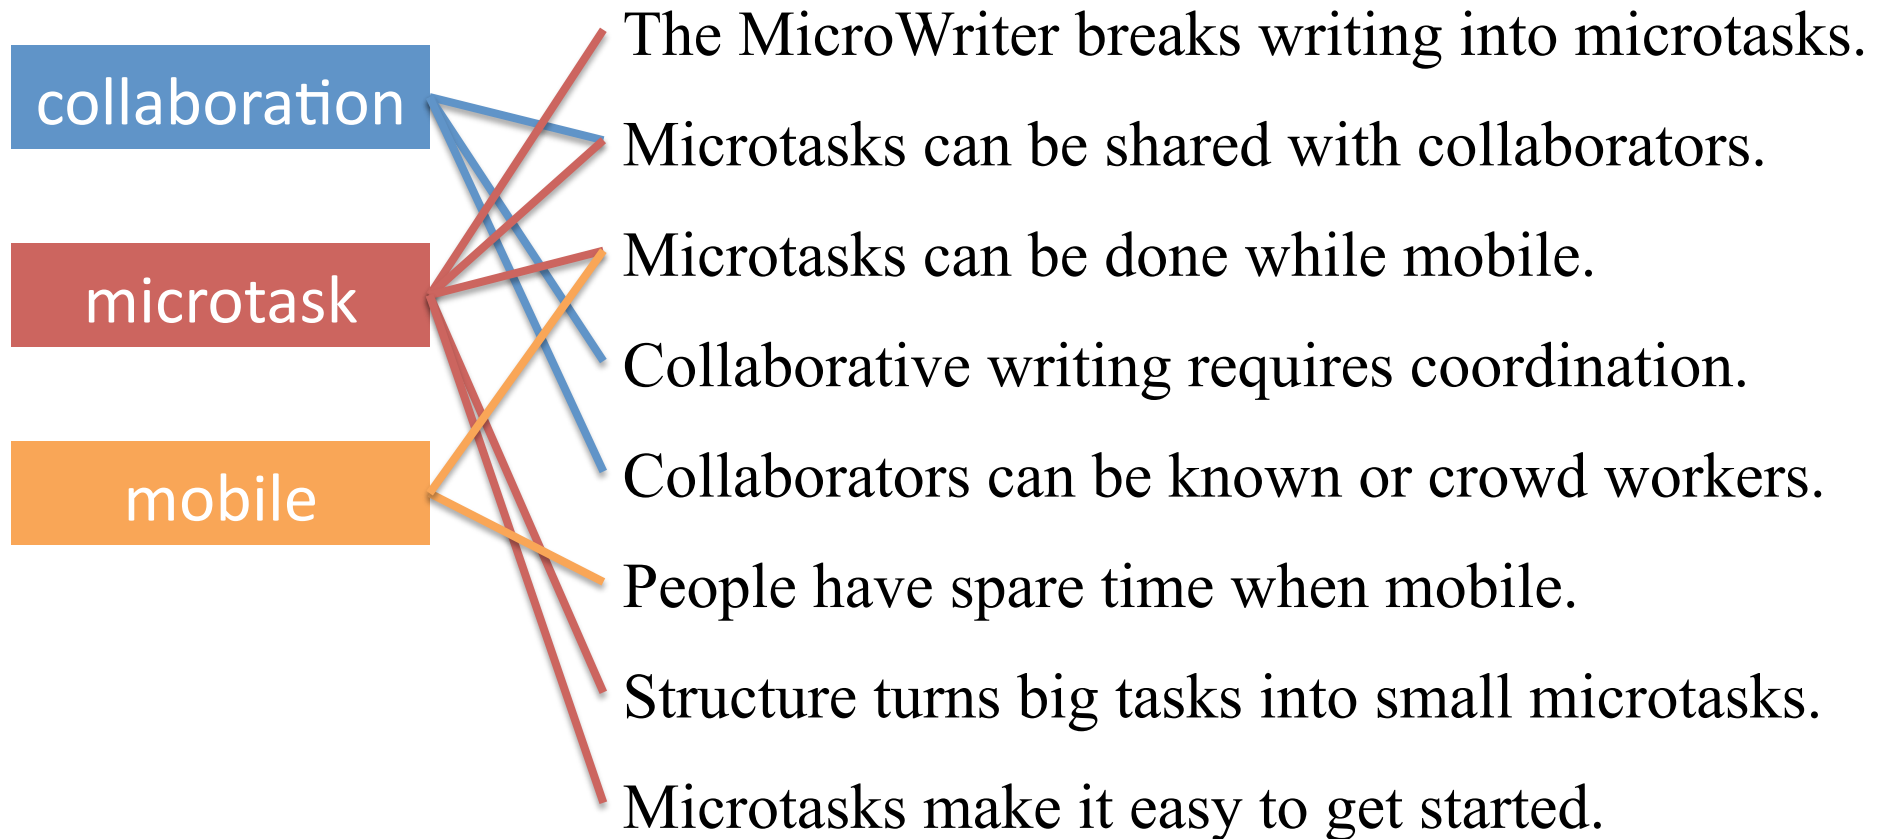 collaboration
microtask
mobile
The MicroWriter breaks writing into microtasks.
Microtasks can be shared with collaborators.
Microtasks can be done while mobile.
Collaborative writing requires coordination.
Collaborators can be known or crowd workers.
People have spare time when mobile.
Structure turns big tasks into small microtasks.
Microtasks make it easy to get started.